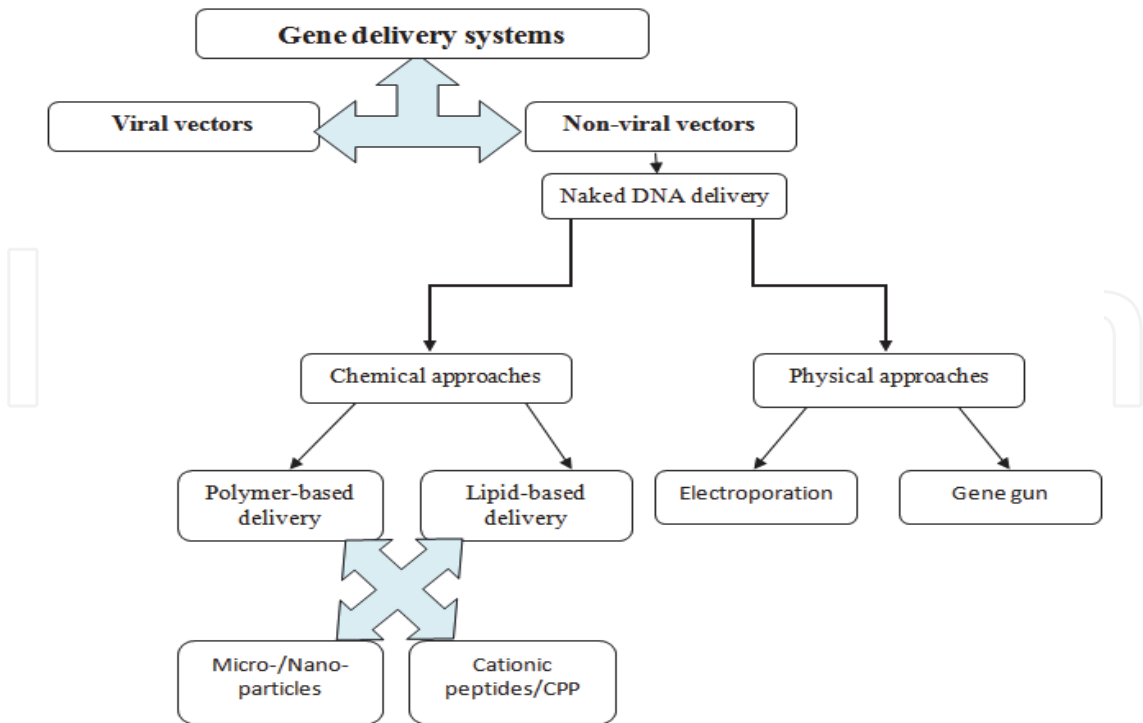 Gene delivery systems
Viral vectors
Non-viral vectors
Naked DNA delivery
Chemical approaches
Physical approaches
Polymer-based
delivery
Lipid-based
delivery
Electroporation
Gene gun
Micro-/Nano-
particles
Cationic
peptides/CPP